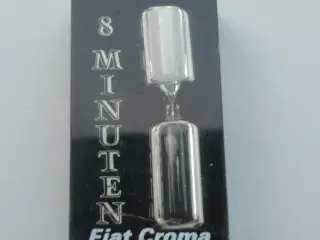 8 MINUTEN
Fiat Croma